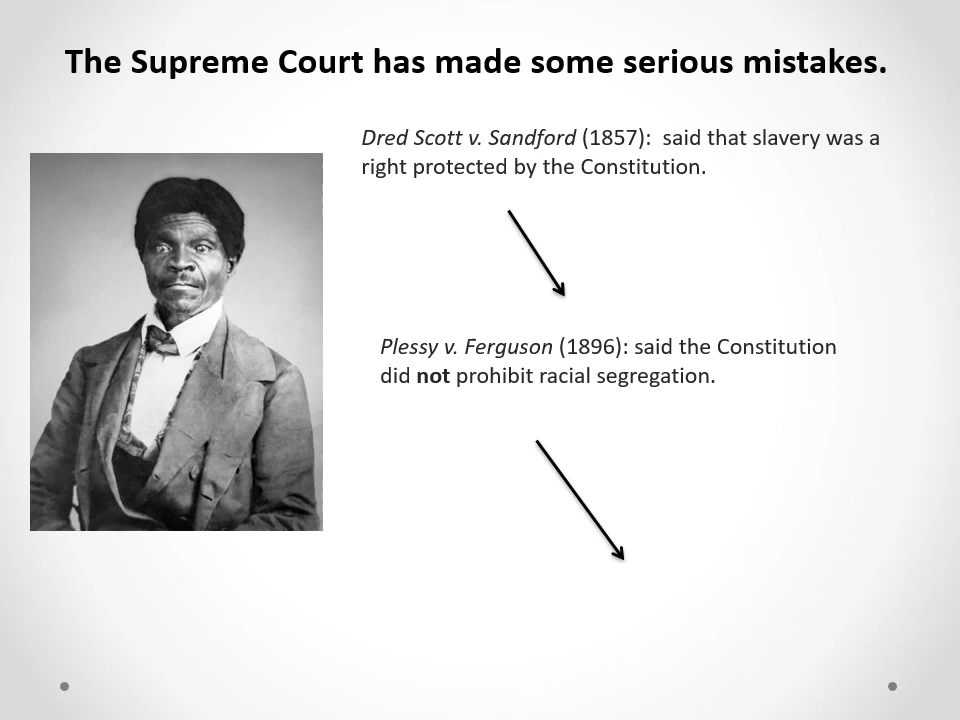 The Supreme Court has made some serious mistakes.
Dred Scott v. Sandford (1857):  said that slavery was a
right protected by the Constitution.
Plessy v. Ferguson (1896): said the Constitution
did not prohibit racial segregation.